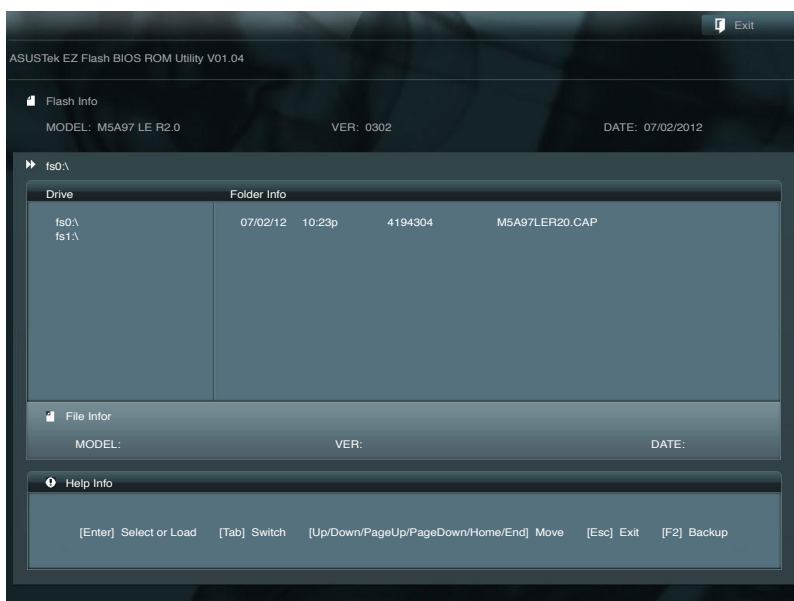 Exit
ASUSTek EZ Flash BIOS ROM Utility V01.04
Flash Info
MODEL: M5A97 LE R2.0 VER: 0302 DATE: 07/02/2012
fs0:\
Drive Folder Info
fs0:\ 07/02/12 10:23p 4194304 M5A97LER20.CAP
fs1:\
File Infor
MODEL: VER: DATE:
Help Info
[Enter] Select or Load [Tab] Switch [Up/Down/PageUp/PageDown/Home/End] Move [Esc] Exit [F2] Backup